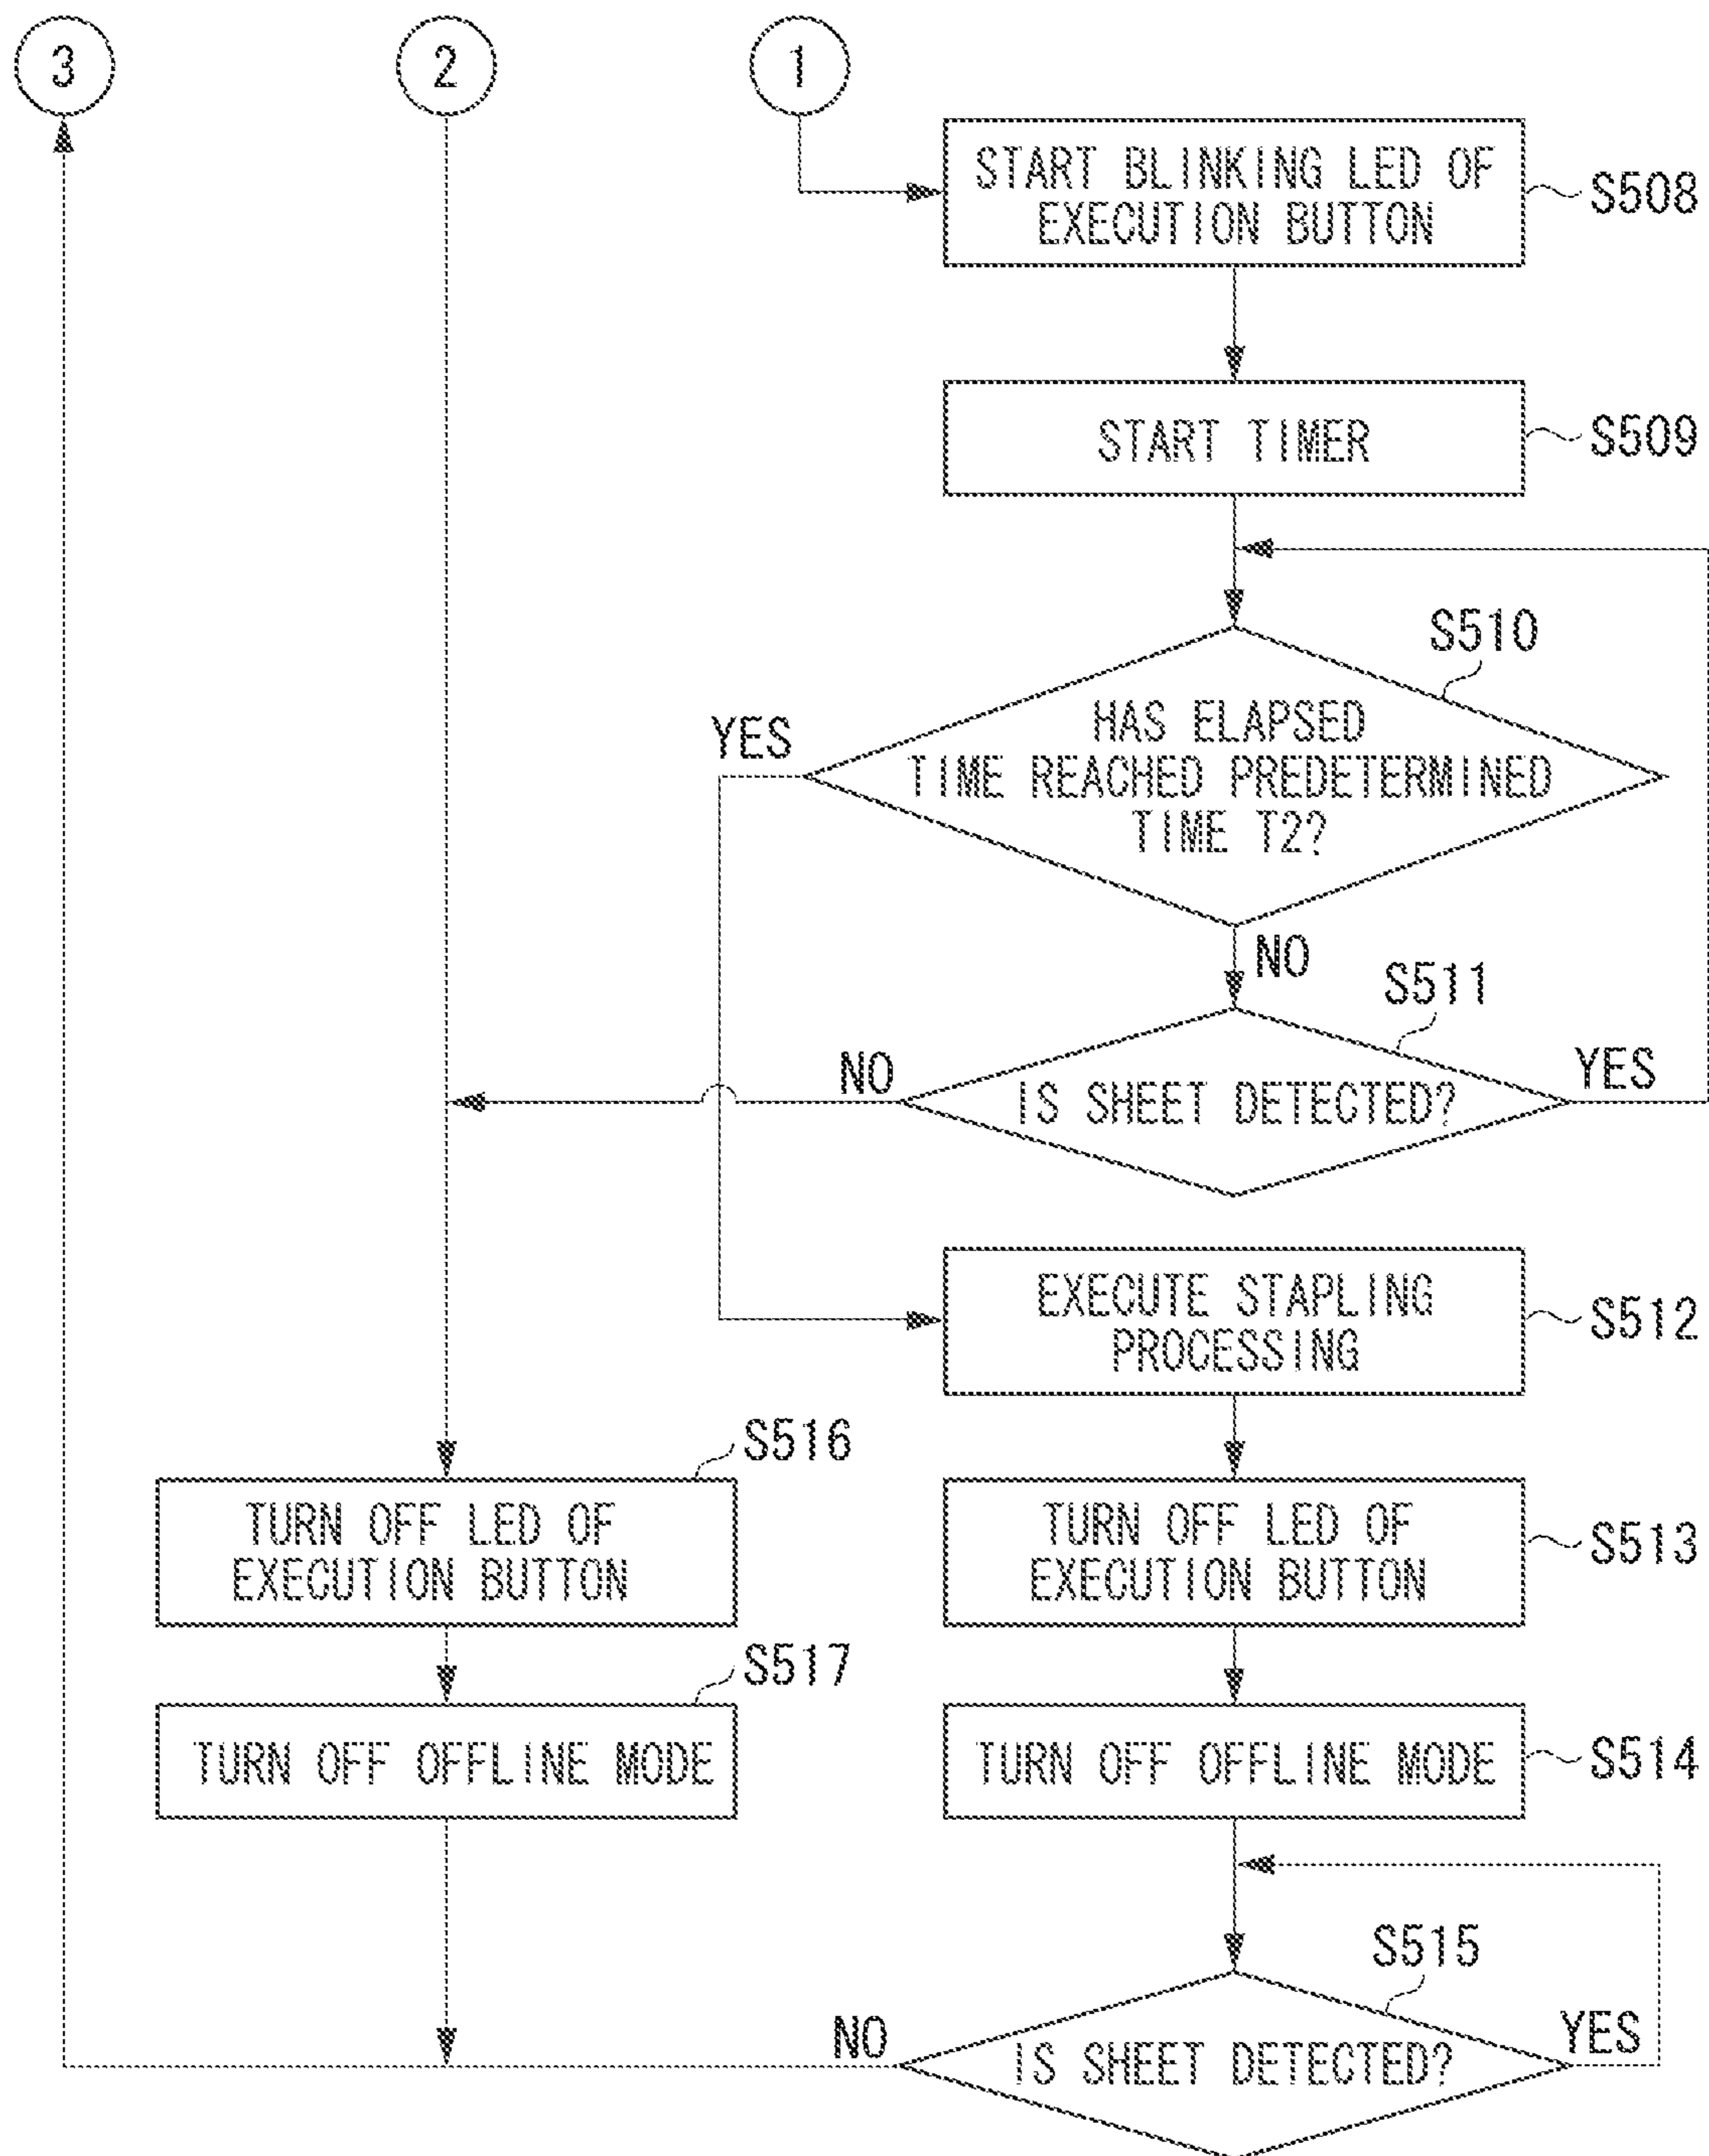 3
2
1
START BLINKING LED OF
EXECUTION BUTTON
S508
START TIMER
S509
S510
HAS ELAPSED
TIME REACHED PREDETERMINED
TIME T2?
YES
NO
S511
IS SHEET DETECTED?
NO
YES
EXECUTE STAPLING
PROCESSING
S512
S516
TURN OFF LED OF
EXECUTION BUTTON
TURN OFF LED OF
EXECUTION BUTTON
S513
S517
TURN OFF OFFLINE MODE
TURN OFF OFFLINE MODE
S514
S515
IS SHEET DETECTED?
NO
YES